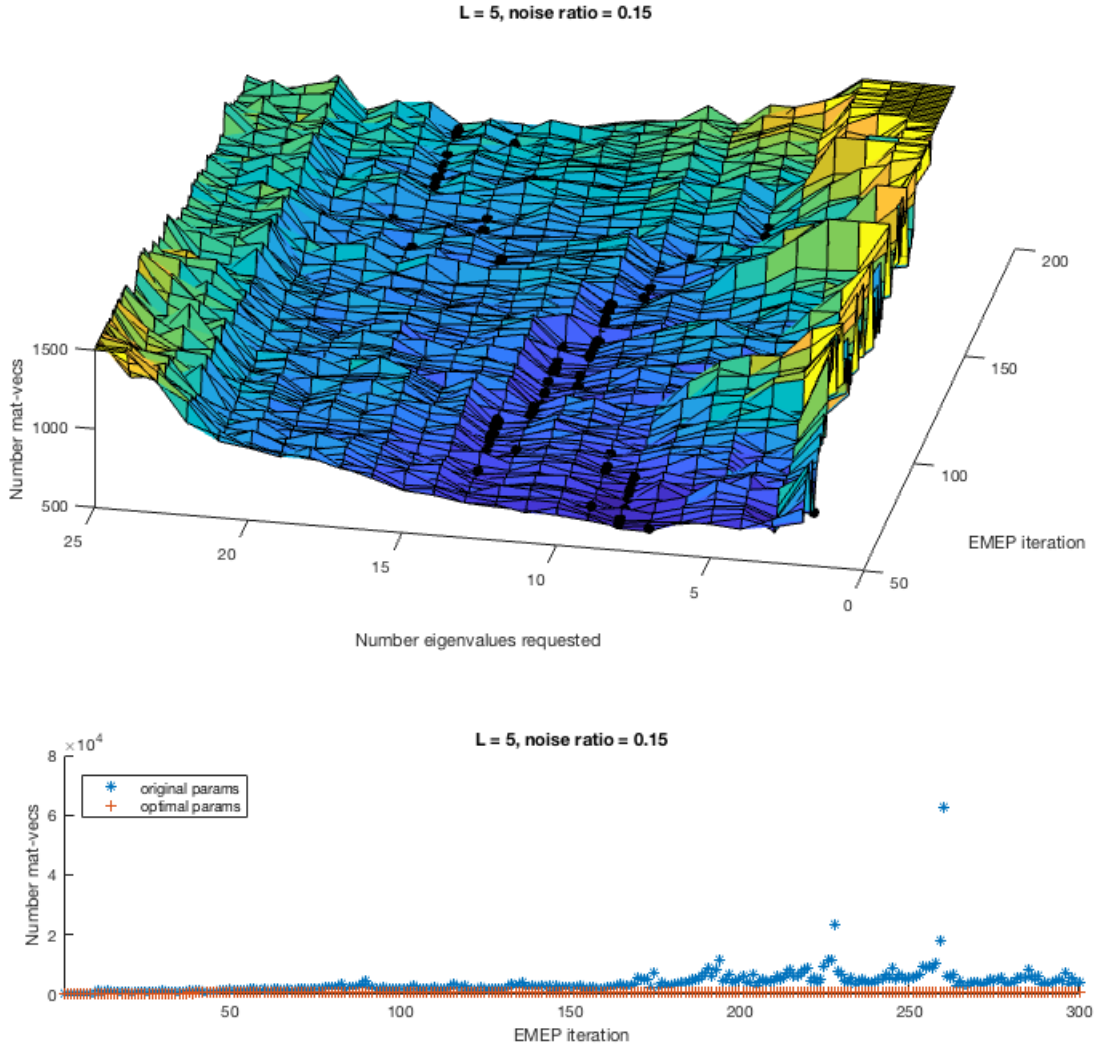 L = 5, noise ratio = 0.15
200
150
1500
1000
500
Number mat-vecs
100
EMEP iteration
50
25
20
15
10
5
0
Number eigenvalues requested
L = 5, noise ratio = 0.15
×10⁴
8
6
4
2
0
original params
optimal params
Number mat-vecs
50
100
150
200
250
300
EMEP iteration